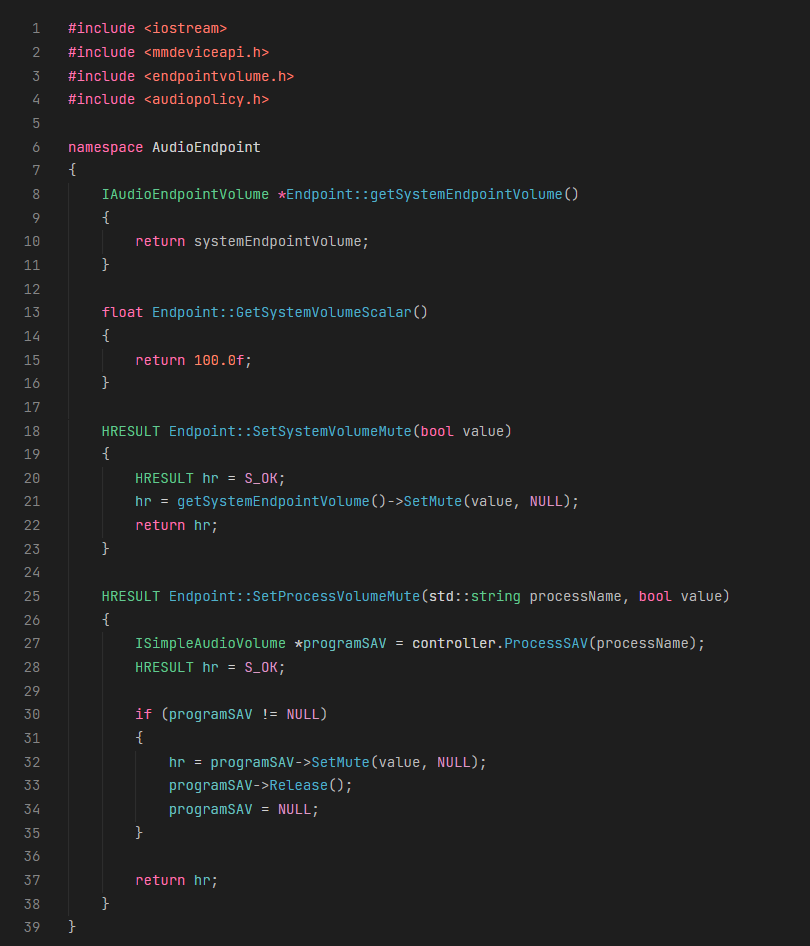 1 #include <iostream>
2 #include <mmdeviceapi.h>
3 #include <endpointvolume.h>
4 #include <audiopolicy.h>
5
6 namespace AudioEndpoint
7 {
8     IAudioEndpointVolume *Endpoint::getSystemEndpointVolume()
9     {
10         return systemEndpointVolume;
11     }
12
13     float Endpoint::GetSystemVolumeScalar()
14     {
15         return 100.0f;
16     }
17
18     HRESULT Endpoint::SetSystemVolumeMute(bool value)
19     {
20         HRESULT hr = S_OK;
21         hr = getSystemEndpointVolume()->SetMute(value, NULL);
22         return hr;
23     }
24
25     HRESULT Endpoint::SetProcessVolumeMute(std::string processName, bool value)
26     {
27         ISimpleAudioVolume *programSAV = controller.ProcessSAV(processName);
28         HRESULT hr = S_OK;
29
30         if (programSAV != NULL)
31         {
32             hr = programSAV->SetMute(value, NULL);
33             programSAV->Release();
34             programSAV = NULL;
35         }
36
37         return hr;
38     }
39 }